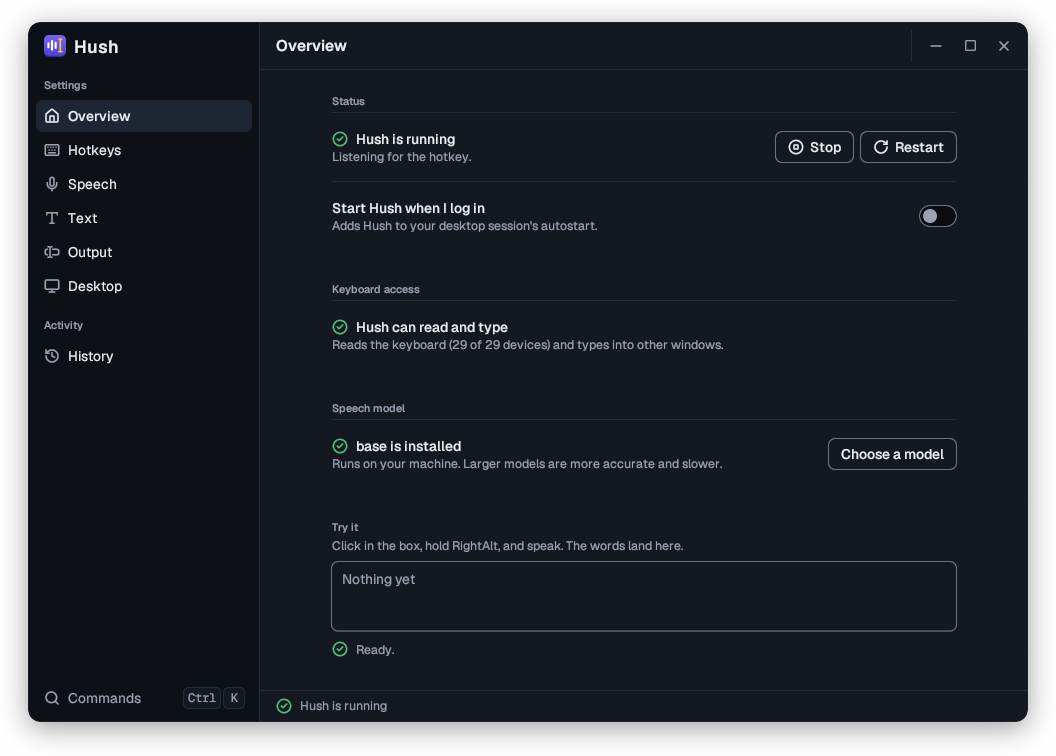 Hush
Settings
Overview
Hotkeys
Speech
Text
Output
Desktop
Activity
History
Commands Ctrl K
Overview
Status
Hush is running
Listening for the hotkey.
Stop
Restart
Start Hush when I log in
Adds Hush to your desktop session's autostart.
Keyboard access
Hush can read and type
Reads the keyboard (29 of 29 devices) and types into other windows.
Speech model
base is installed
Runs on your machine. Larger models are more accurate and slower.
Choose a model
Try it
Click in the box, hold RightAlt, and speak. The words land here.
Nothing yet
Ready.
Hush is running